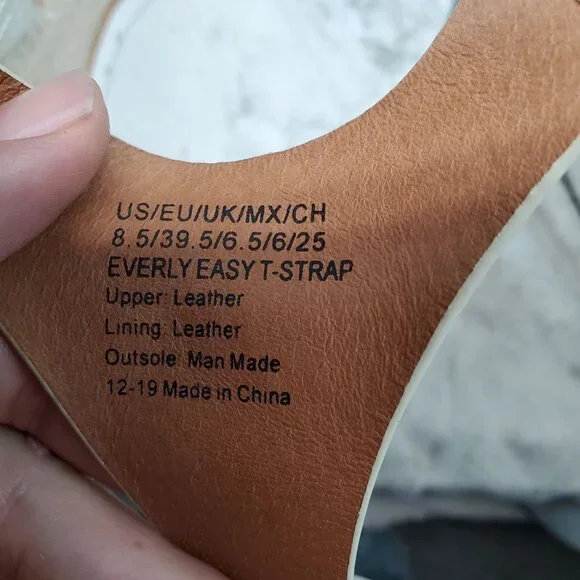 US/EU/UK/MX/CH
8.5/39.5/6.5/6/25
EVERLY EASY T-STRAP
Upper: Leather
Lining: Leather
Outsole: Man Made
12-19 Made in China